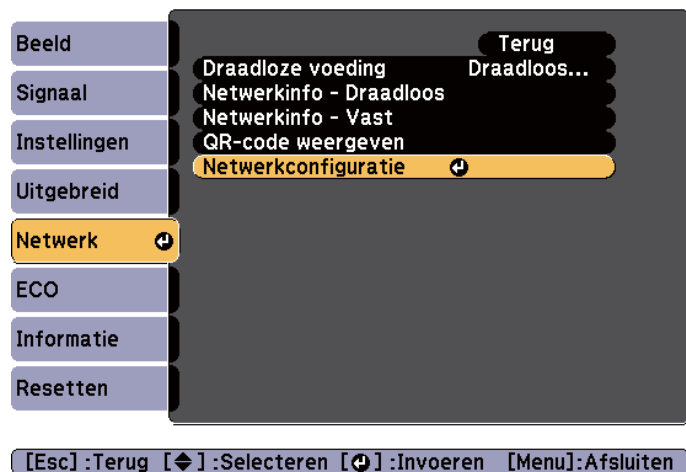 Beeld
Signaal
Instellingen
Uitgebreid
Netwerk
ECO
Informatie
Resetten
Terug
Draadloze voeding Draadloos...
Netwerkinfo - Draadloos
Netwerkinfo - Vast
QR-code weergeven
Netwerkconfiguratie
[Esc] :Terug [◆] :Selecteren [⏎] :Invoeren [Menu]:Afsluiten